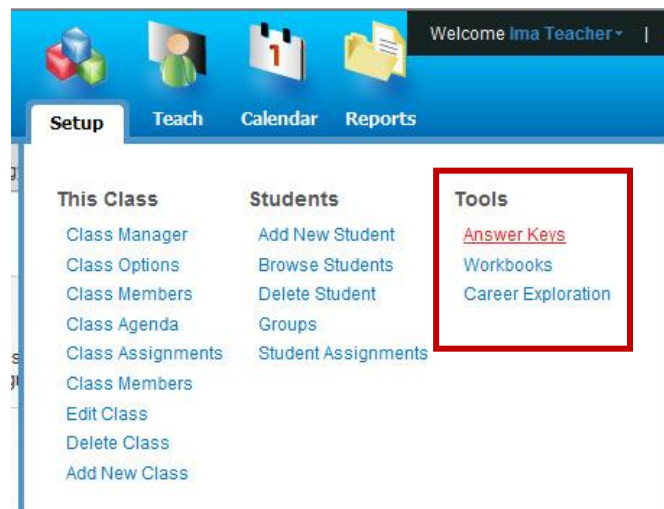 Welcome Ima Teacher |
1
Setup Teach Calendar Reports
This Class
Class Manager
Class Options
Class Members
Class Agenda
Class Assignments
Class Members
Edit Class
Delete Class
Add New Class
Students
Add New Student
Browse Students
Delete Student
Groups
Student Assignments
Tools
Answer Keys
Workbooks
Career Exploration